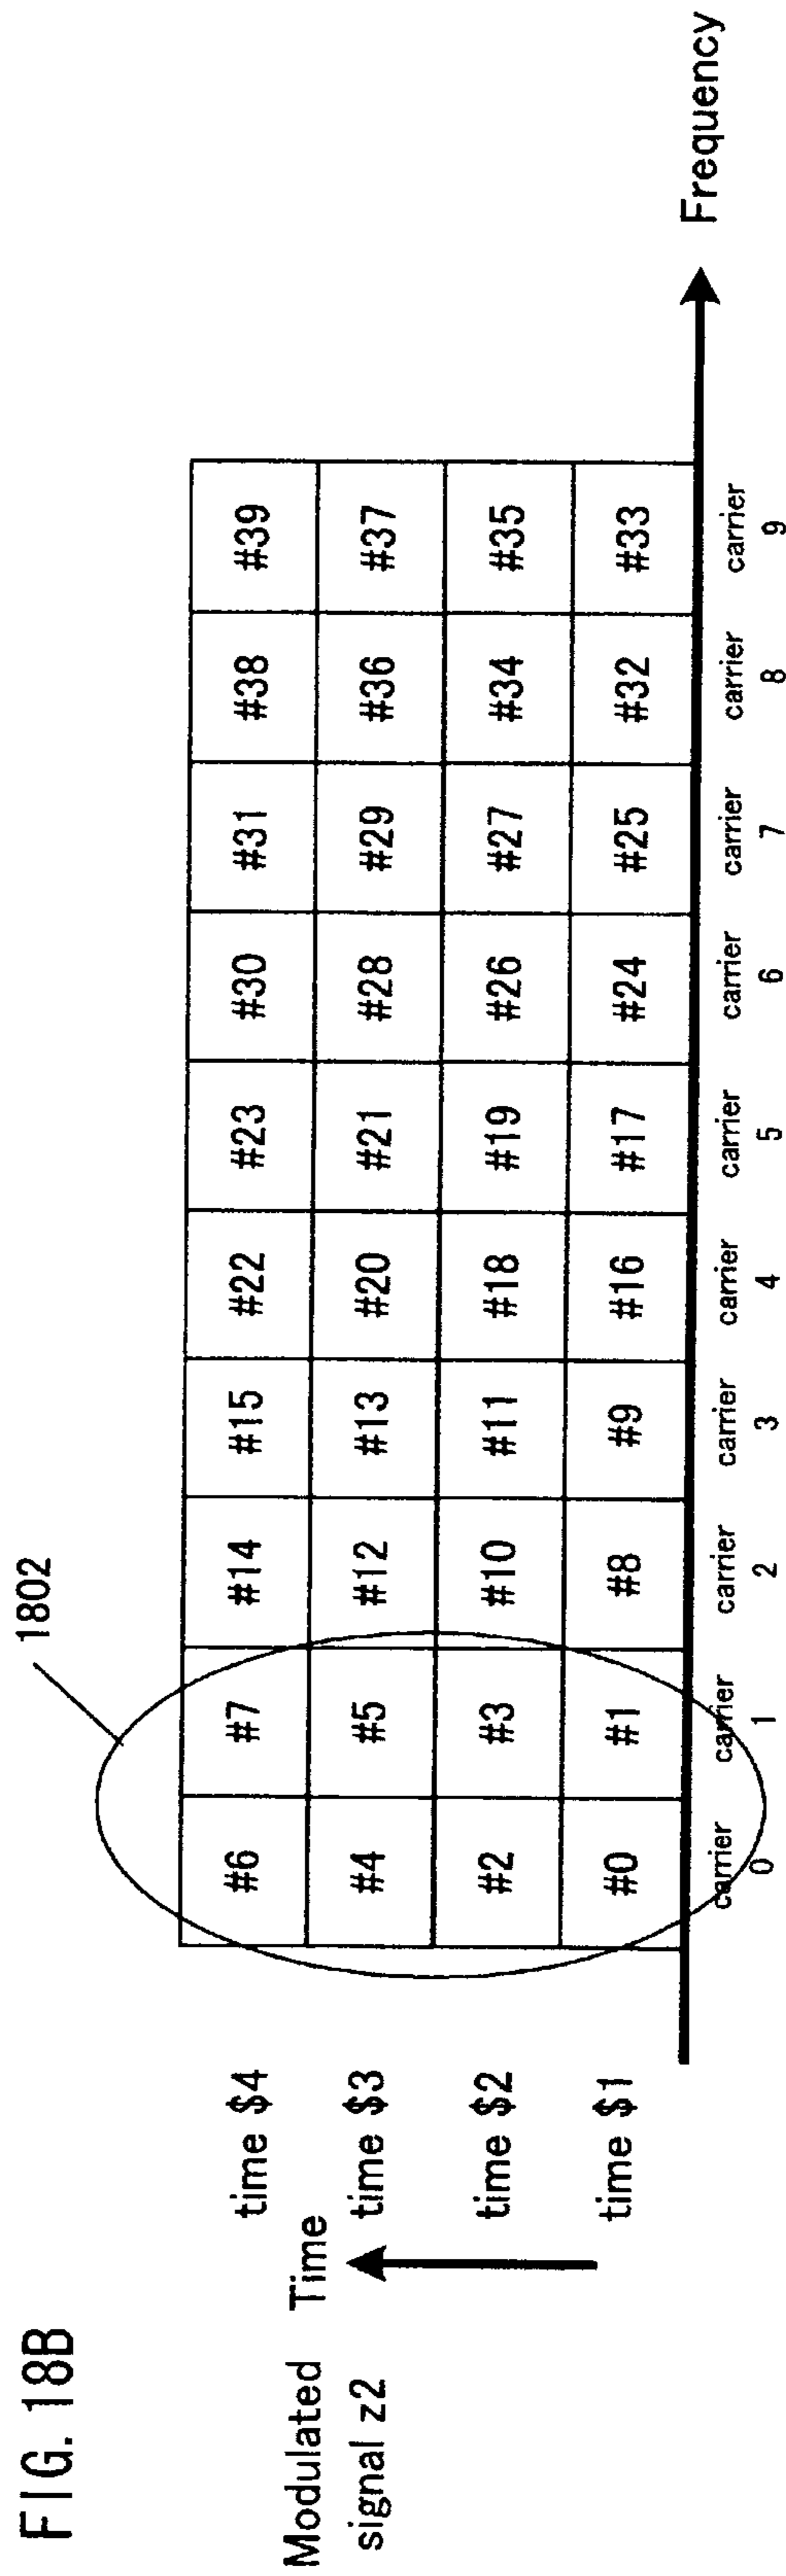 FIG. 18B
1802
Modulated
signal z2
Time
time $4 #6 #7 #14 #15 #22 #23 #30 #31 #38 #39
time $3 #4 #5 #12 #13 #20 #21 #28 #29 #36 #37
time $2 #2 #3 #10 #11 #18 #19 #26 #27 #34 #35
time $1 #0 #1 #8 #9 #16 #17 #24 #25 #32 #33
carrier carrier carrier carrier carrier carrier carrier carrier carrier carrier
0 1 2 3 4 5 6 7 8 9
Frequency